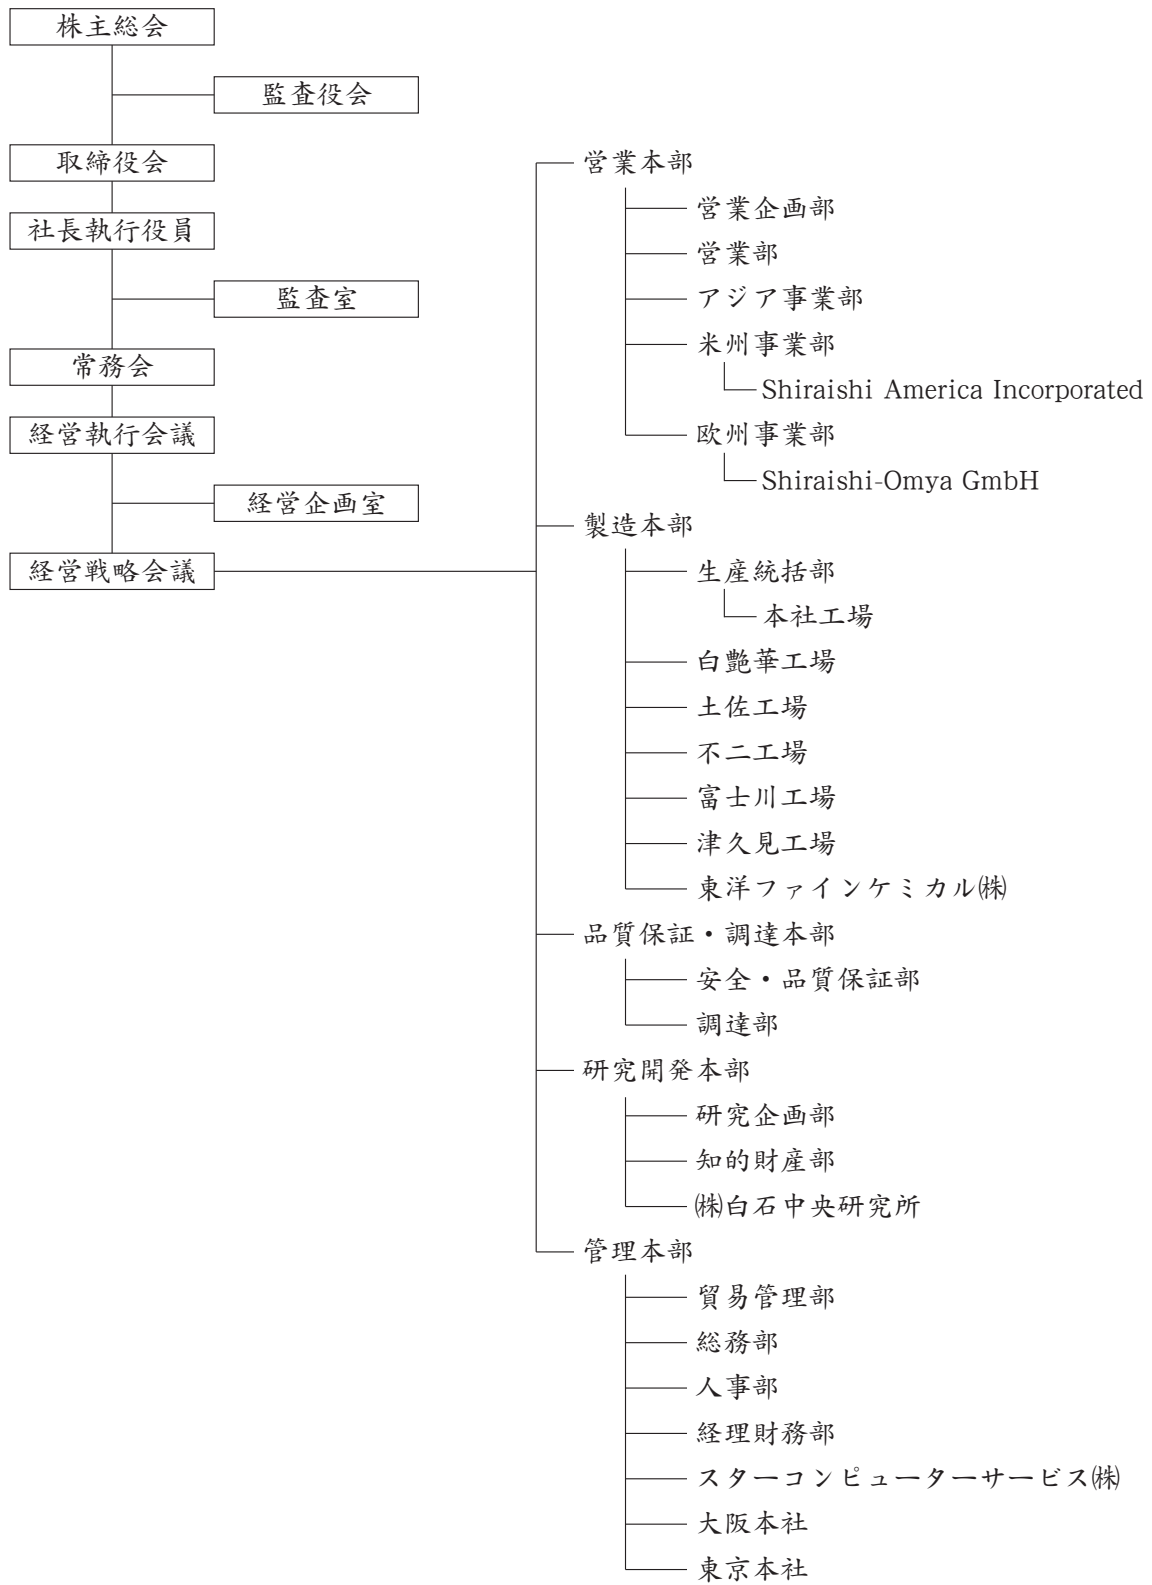 株主総会
監査役会
取締役会
社長執行役員
監査室
常務会
経営執行会議
経営企画室
経営戦略会議
営業本部
営業企画部
営業部
アジア事業部
米州事業部
Shiraishi America Incorporated
欧州事業部
Shiraishi-Omya GmbH
製造本部
生産統括部
本社工場
白艶華工場
土佐工場
不二工場
富士川工場
津久見工場
東洋ファインケミカル㈱
品質保証・調達本部
安全・品質保証部
調達部
研究開発本部
研究企画部
知的財産部
㈱白石中央研究所
管理本部
貿易管理部
総務部
人事部
経理財務部
スターコンピューターサービス㈱
大阪本社
東京本社